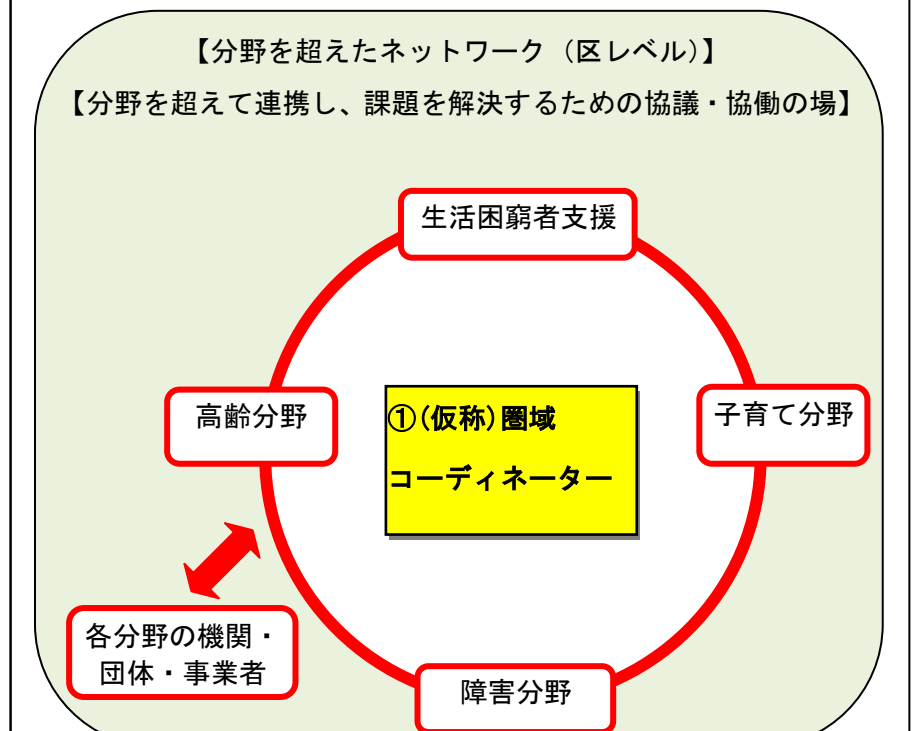 【分野を超えたネットワーク（区レベル）】
【分野を超えて連携し、課題を解決するための協議・協働の場】
生活困窮者支援
高齢分野
①(仮称)圏域
コーディネーター
子育て分野
各分野の機関・
団体・事業者
障害分野